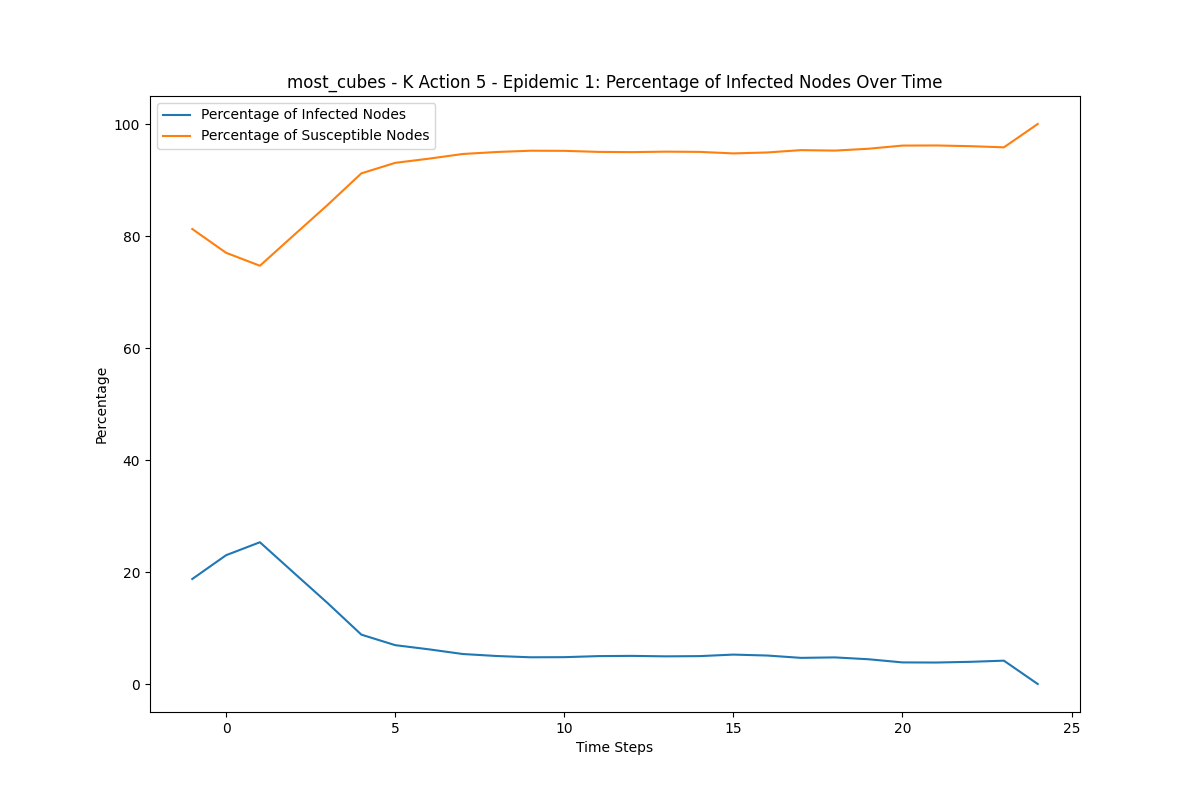 most_cubes - K Action 5 - Epidemic 1: Percentage of Infected Nodes Over Time
Percentage of Infected Nodes
Percentage of Susceptible Nodes
100
80
60
40
20
0
Percentage
0 5 10 15 20 25
Time Steps